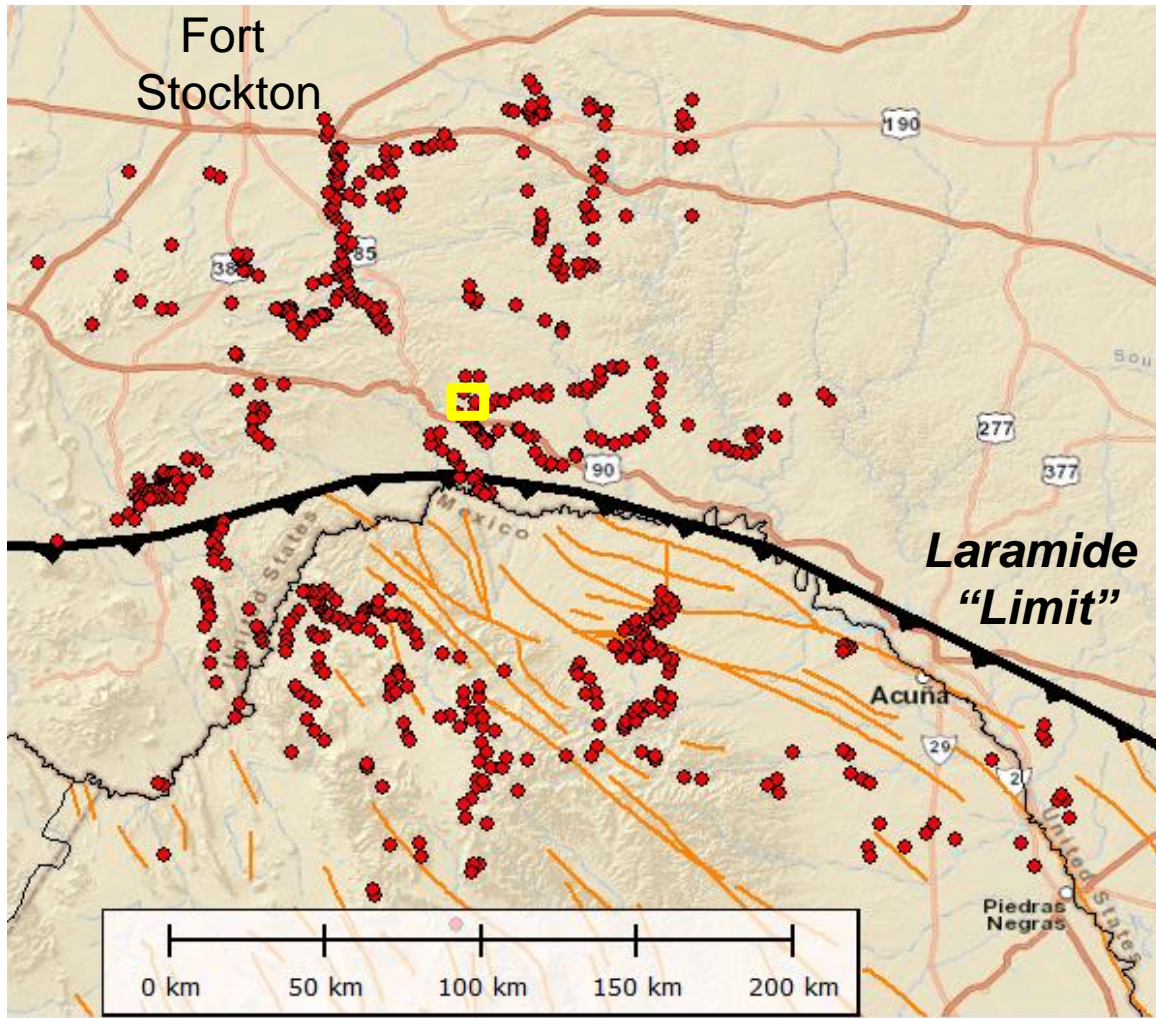 Fort
Stockton
190
385
85
90
277
377
Sou
Mexico
United States
Laramide
“Limit”
Acuña
29
2
United States
Piedras
Negras
0 km
50 km
100 km
150 km
200 km